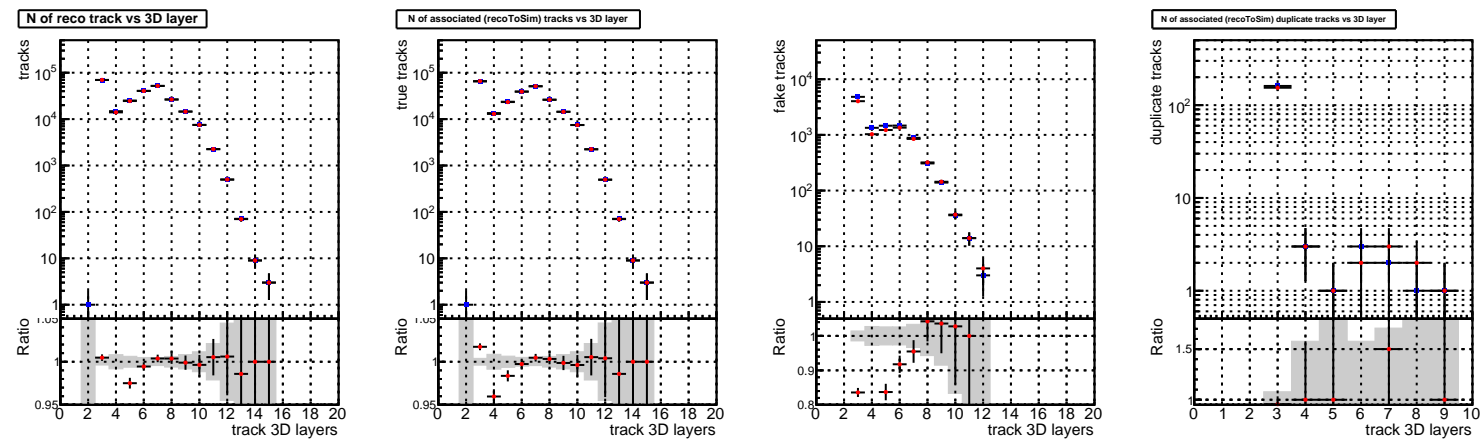 N of reco track vs 3D layer
tracks
10^5
10^4
10^3
10^2
10
1
Ratio
1.05
1
0.95
0 2 4 6 8 10 12 14 16 18 20
track 3D layers
N of associated (recoToSim) tracks vs 3D layer
true tracks
10^5
10^4
10^3
10^2
10
1
Ratio
1.05
1
0.95
0 2 4 6 8 10 12 14 16 18 20
track 3D layers
fake tracks
10^4
10^3
10^2
10
1
Ratio
1
0.9
0.8
0 2 4 6 8 10 12 14 16 18 20
track 3D layers
N of associated (recoToSim) duplicate tracks vs 3D layer
duplicate tracks
10^2
10
1
Ratio
1.5
1
0 1 2 3 4 5 6 7 8 9 10
track 3D layers